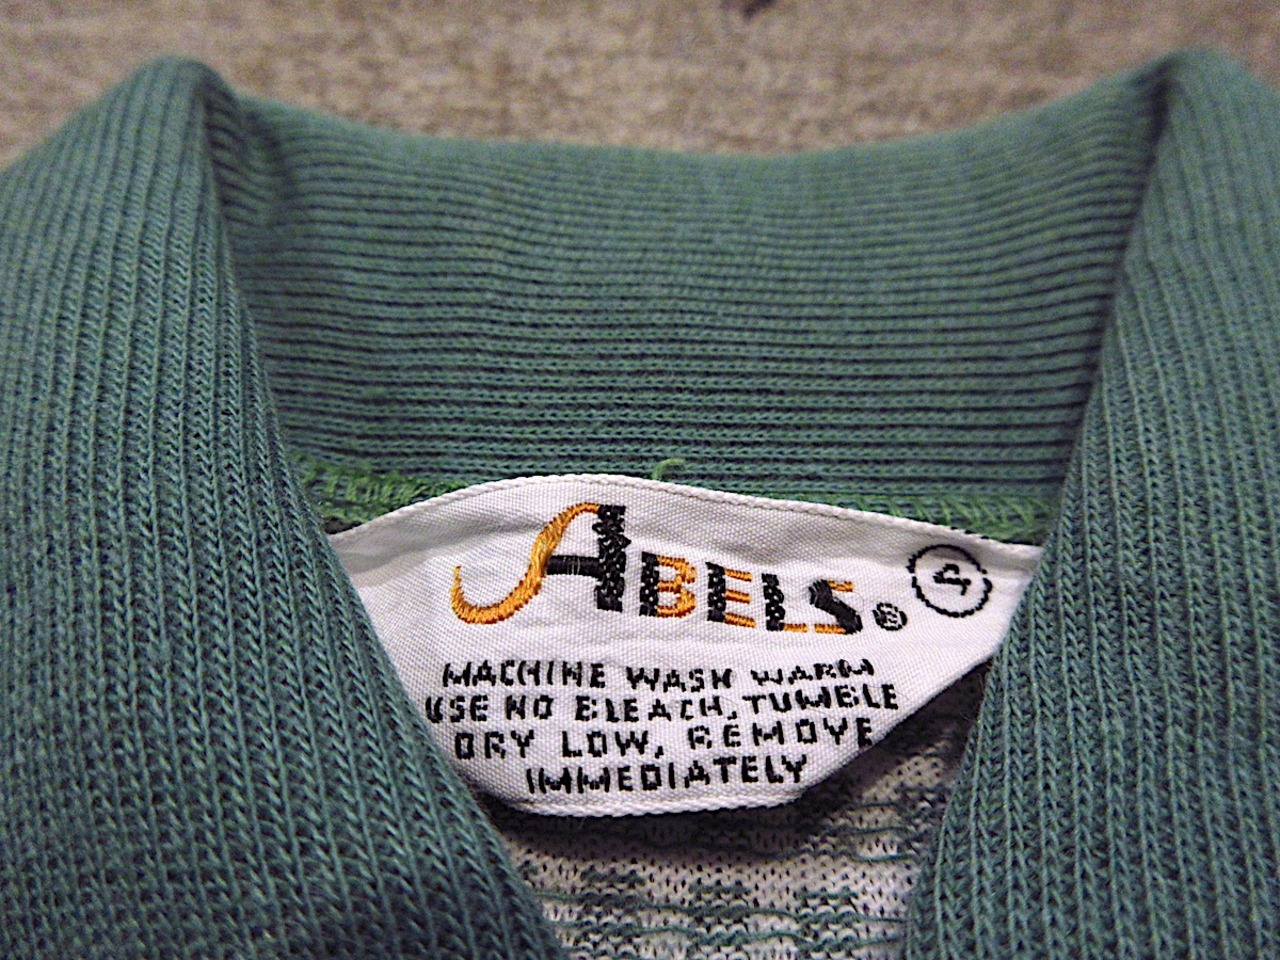 ABELS®
MACHINE WASH WARM
USE NO BLEACH, TUMBLE
DRY LOW, REMOVE
IMMEDIATELY